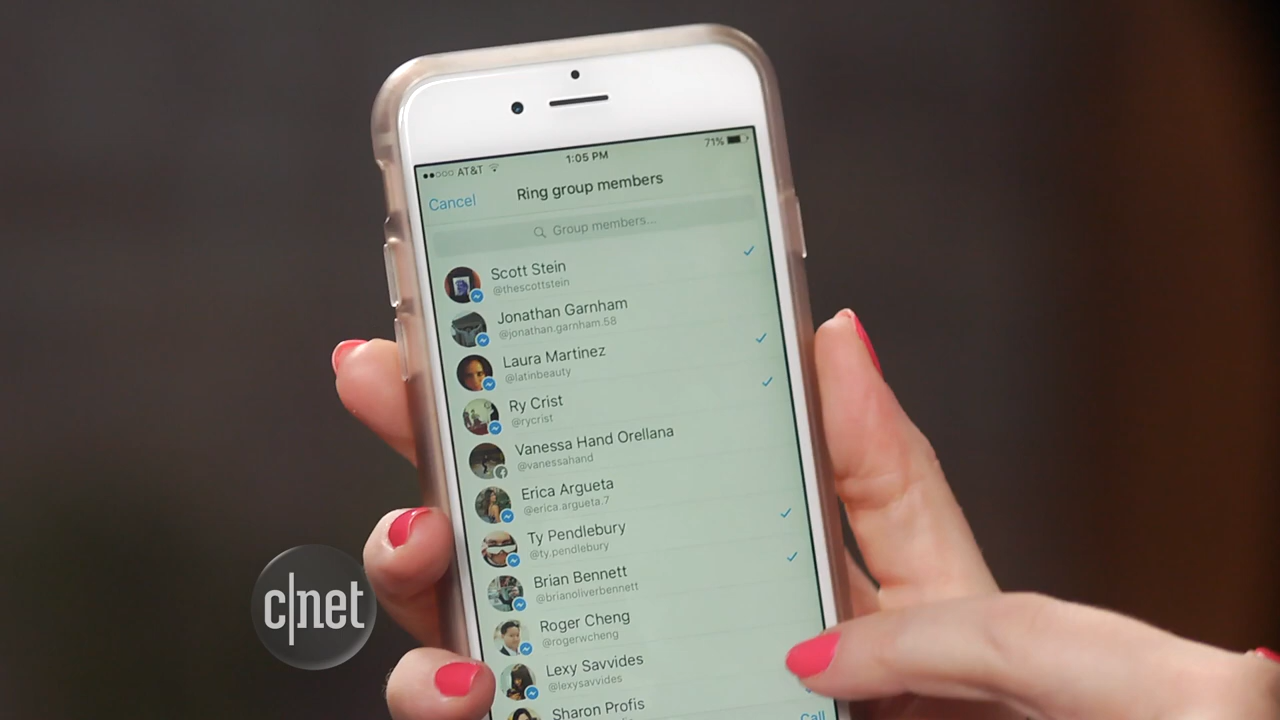 AT&T
1:05 PM
71%
Cancel
Ring group members
Group members...
Scott Stein
@thescottstein
Jonathan Garnham
@jonathan.garnham.58
Laura Martinez
@latinbeauty
Ry Crist
@rycrist
Vanessa Hand Orellana
@vanessahand
Erica Argueta
@erica.argueta.7
Ty Pendlebury
@ty.pendlebury
Brian Bennett
@brianoliverbennett
Roger Cheng
@rogerwcheng
Lexy Savvides
@lexysavvides
Sharon Profis
Call
c|net